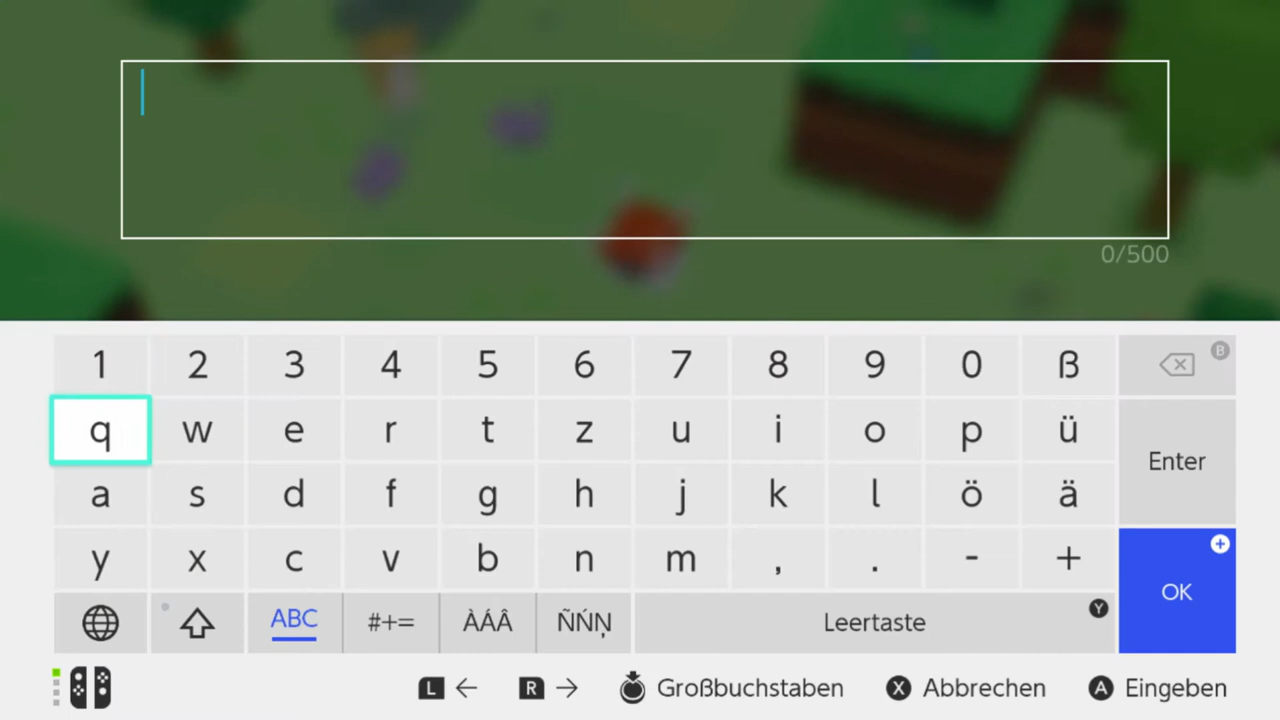 0/500
1 2 3 4 5 6 7 8 9 0 ß B
q w e r t z u i o p ü Enter
a s d f g h j k l ö ä
y x c v b n m , . - + OK
ABC #+= ÀÁÂ ÑŃŅ Leertaste Y
L ← R → Großbuchstaben X Abbrechen A Eingeben